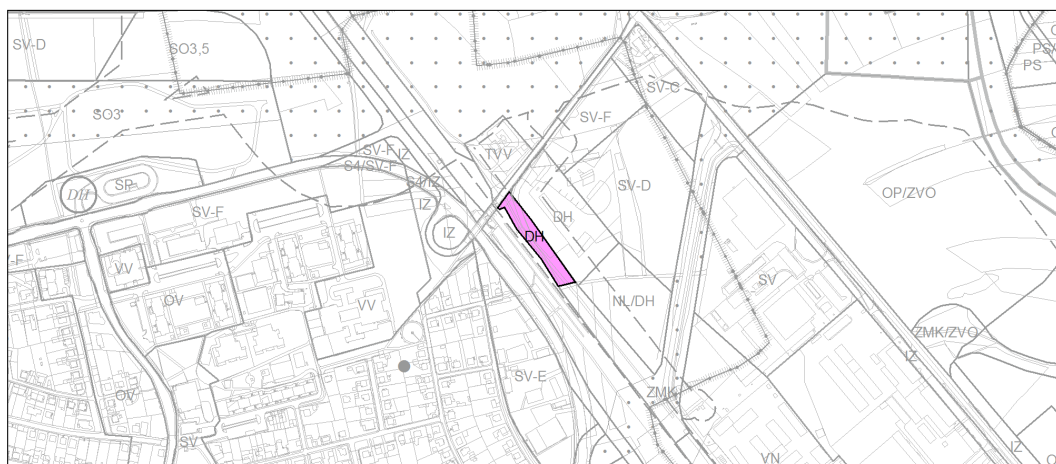 SV-D
SO3,5
PS
SV-C
SO3
SV-F
SV-F
IZ
TVV
S4/SV-F
S4/IZ
SV-D
DH
SP
IZ
OP/ZVO
SV-F
DH
IZ
DH
VV
SV
OV
VV
NL/DH
ZMK/ZVO
IZ
SV-E
OV
ZMK
SV
IZ
VN